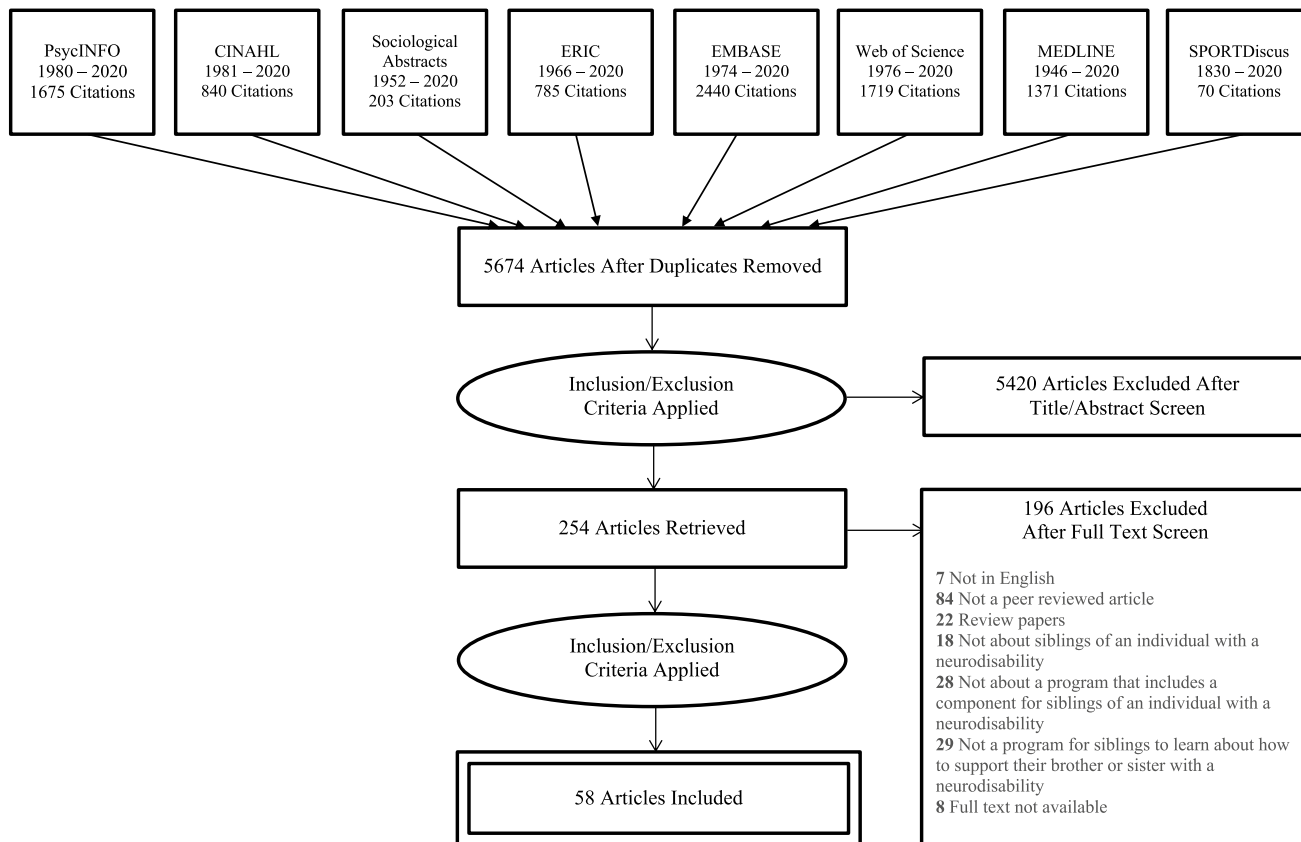 PsycINFO
1980 – 2020
1675 Citations
CINAHL
1981 – 2020
840 Citations
Sociological
Abstracts
1952 – 2020
203 Citations
ERIC
1966 – 2020
785 Citations
EMBASE
1974 – 2020
2440 Citations
Web of Science
1976 – 2020
1719 Citations
MEDLINE
1946 – 2020
1371 Citations
SPORTDiscus
1830 – 2020
70 Citations
5674 Articles After Duplicates Removed
Inclusion/Exclusion
Criteria Applied
5420 Articles Excluded After
Title/Abstract Screen
254 Articles Retrieved
196 Articles Excluded
After Full Text Screen
7 Not in English
84 Not a peer reviewed article
22 Review papers
18 Not about siblings of an individual with a
neurodisability
28 Not about a program that includes a
component for siblings of an individual with a
neurodisability
29 Not a program for siblings to learn about how
to support their brother or sister with a
neurodisability
8 Full text not available
Inclusion/Exclusion
Criteria Applied
58 Articles Included